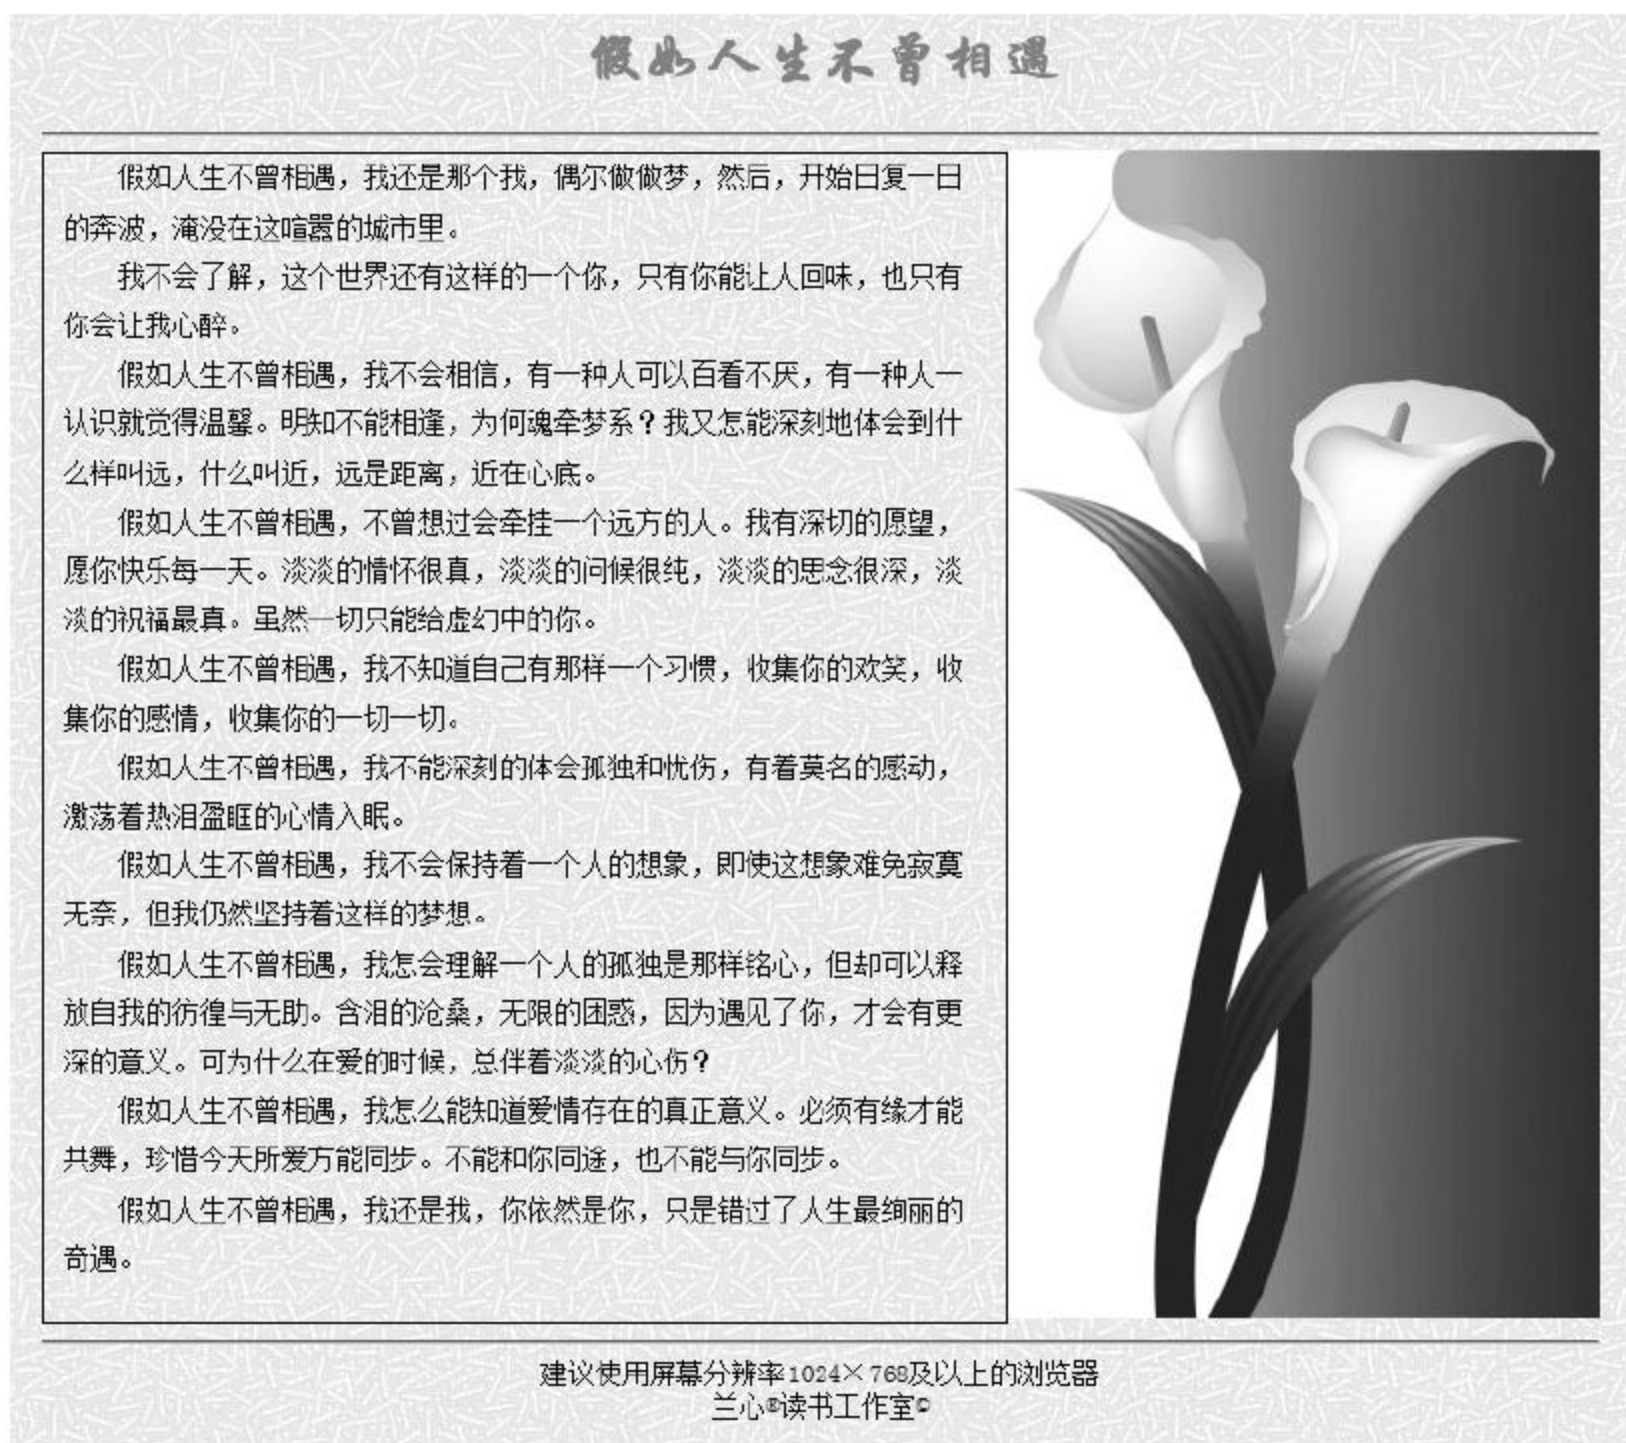 假如人生不曾相遇
假如人生不曾相遇，我还是那个我，偶尔做做梦，然后，开始日复一日
的奔波，淹没在这喧嚣的城市里。
我不会了解，这个世界还有这样的一个你，只有你能让人回味，也只有
你会让我心醉。
假如人生不曾相遇，我不会相信，有一种人可以百看不厌，有一种人一
认识就觉得温馨。明知不能相逢，为何魂牵梦系？我又怎能深刻地体会到什
么样叫远，什么叫近，远是距离，近在心底。
假如人生不曾相遇，不曾想过会牵挂一个远方的人。我有深切的愿望，
愿你快乐每一天。淡淡的情怀很真，淡淡的问候很纯，淡淡的思念很深，淡
淡的祝福最真。虽然一切只能给虚幻中的你。
假如人生不曾相遇，我不知道自己有那样一个习惯，收集你的欢笑，收
集你的感情，收集你的一切一切。
假如人生不曾相遇，我不能深刻的体会孤独和忧伤，有着莫名的感动，
激荡着热泪盈眶的心情入眠。
假如人生不曾相遇，我不会保持着一个人的想象，即使这想象难免寂寞
无奈，但我仍然坚持着这样的梦想。
假如人生不曾相遇，我怎会理解一个人的孤独是那样铭心，但却可以释
放自我的彷徨与无助。含泪的沧桑，无限的困惑，因为遇见了你，才会有更
深的意义。可为什么在爱的时候，总伴着淡淡的心伤？
假如人生不曾相遇，我怎么能知道爱情存在的真正意义。必须有缘才能
共舞，珍惜今天所爱方能同步。不能和你同途，也不能与你同步。
假如人生不曾相遇，我还是我，你依然是你，只是错过了人生最绚丽的
奇遇。
建议使用屏幕分辨率1024×768及以上的浏览器
兰心®读书工作室©